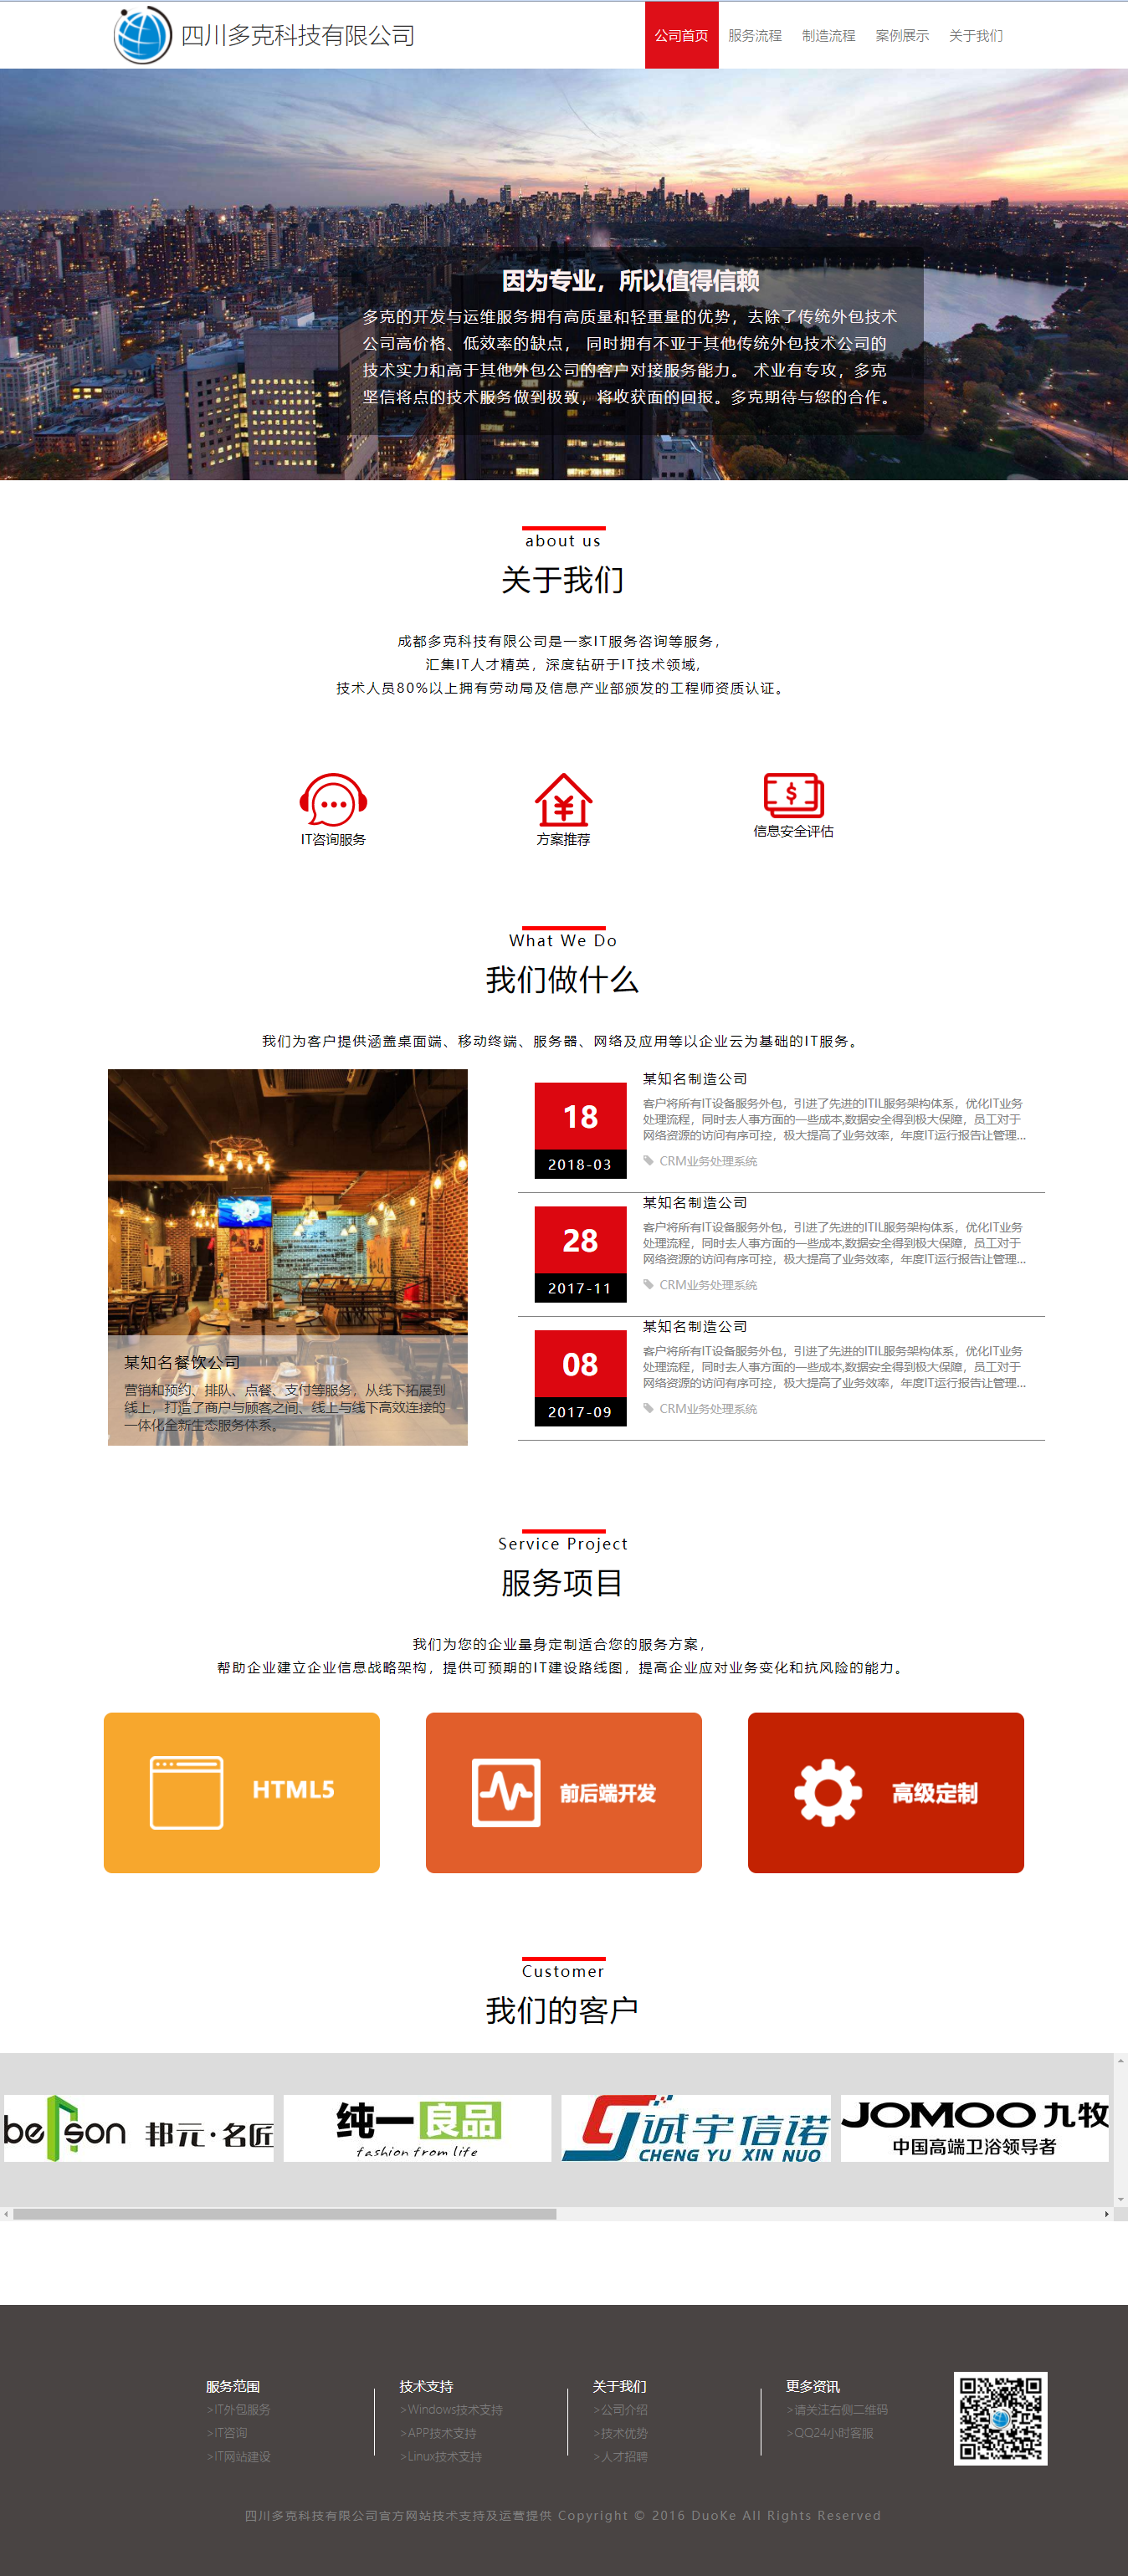 四川多克科技有限公司
公司首页 服务流程 制造流程 案例展示 关于我们
因为专业，所以值得信赖
多克的开发与运维服务拥有高质量和轻重量的优势，去除了传统外包技术
公司高价格、低效率的缺点， 同时拥有不亚于其他传统外包技术公司的
技术实力和高于其他外包公司的客户对接服务能力。 术业有专攻，多克
坚信将点的技术服务做到极致，将收获面的回报。多克期待与您的合作。
about us
关于我们
成都多克科技有限公司是一家IT服务咨询等服务，
汇集IT人才精英，深度钻研于IT技术领域,
技术人员80%以上拥有劳动局及信息产业部颁发的工程师资质认证。
IT咨询服务
方案推荐
信息安全评估
What We Do
我们做什么
我们为客户提供涵盖桌面端、移动终端、服务器、网络及应用等以企业云为基础的IT服务。
某知名餐饮公司
营销和预约、排队、点餐、支付等服务，从线下拓展到
线上，打造了商户与顾客之间、线上与线下高效连接的
一体化全新生态服务体系。
18
2018-03
某知名制造公司
客户将所有IT设备服务外包，引进了先进的ITIL服务架构体系，优化IT业务
处理流程，同时去人事方面的一些成本,数据安全得到极大保障，员工对于
网络资源的访问有序可控，极大提高了业务效率，年度IT运行报告让管理...
CRM业务处理系统
28
2017-11
某知名制造公司
客户将所有IT设备服务外包，引进了先进的ITIL服务架构体系，优化IT业务
处理流程，同时去人事方面的一些成本,数据安全得到极大保障，员工对于
网络资源的访问有序可控，极大提高了业务效率，年度IT运行报告让管理...
CRM业务处理系统
08
2017-09
某知名制造公司
客户将所有IT设备服务外包，引进了先进的ITIL服务架构体系，优化IT业务
处理流程，同时去人事方面的一些成本,数据安全得到极大保障，员工对于
网络资源的访问有序可控，极大提高了业务效率，年度IT运行报告让管理...
CRM业务处理系统
Service Project
服务项目
我们为您的企业量身定制适合您的服务方案，
帮助企业建立企业信息战略架构，提供可预期的IT建设路线图，提高企业应对业务变化和抗风险的能力。
HTML5
前后端开发
高级定制
Customer
我们的客户
邦元·名匠
纯一良品
fashion from life
诚宇信诺
CHENG YU XIN NUO
JOMOO 九牧
中国高端卫浴领导者
服务范围
>IT外包服务
>IT咨询
>IT网站建设
技术支持
>Windows技术支持
>APP技术支持
>Linux技术支持
关于我们
>公司介绍
>技术优势
>人才招聘
更多资讯
>请关注右侧二维码
>QQ24小时客服
四川多克科技有限公司官方网站技术支持及运营提供 Copyright © 2016 DuoKe All Rights Reserved